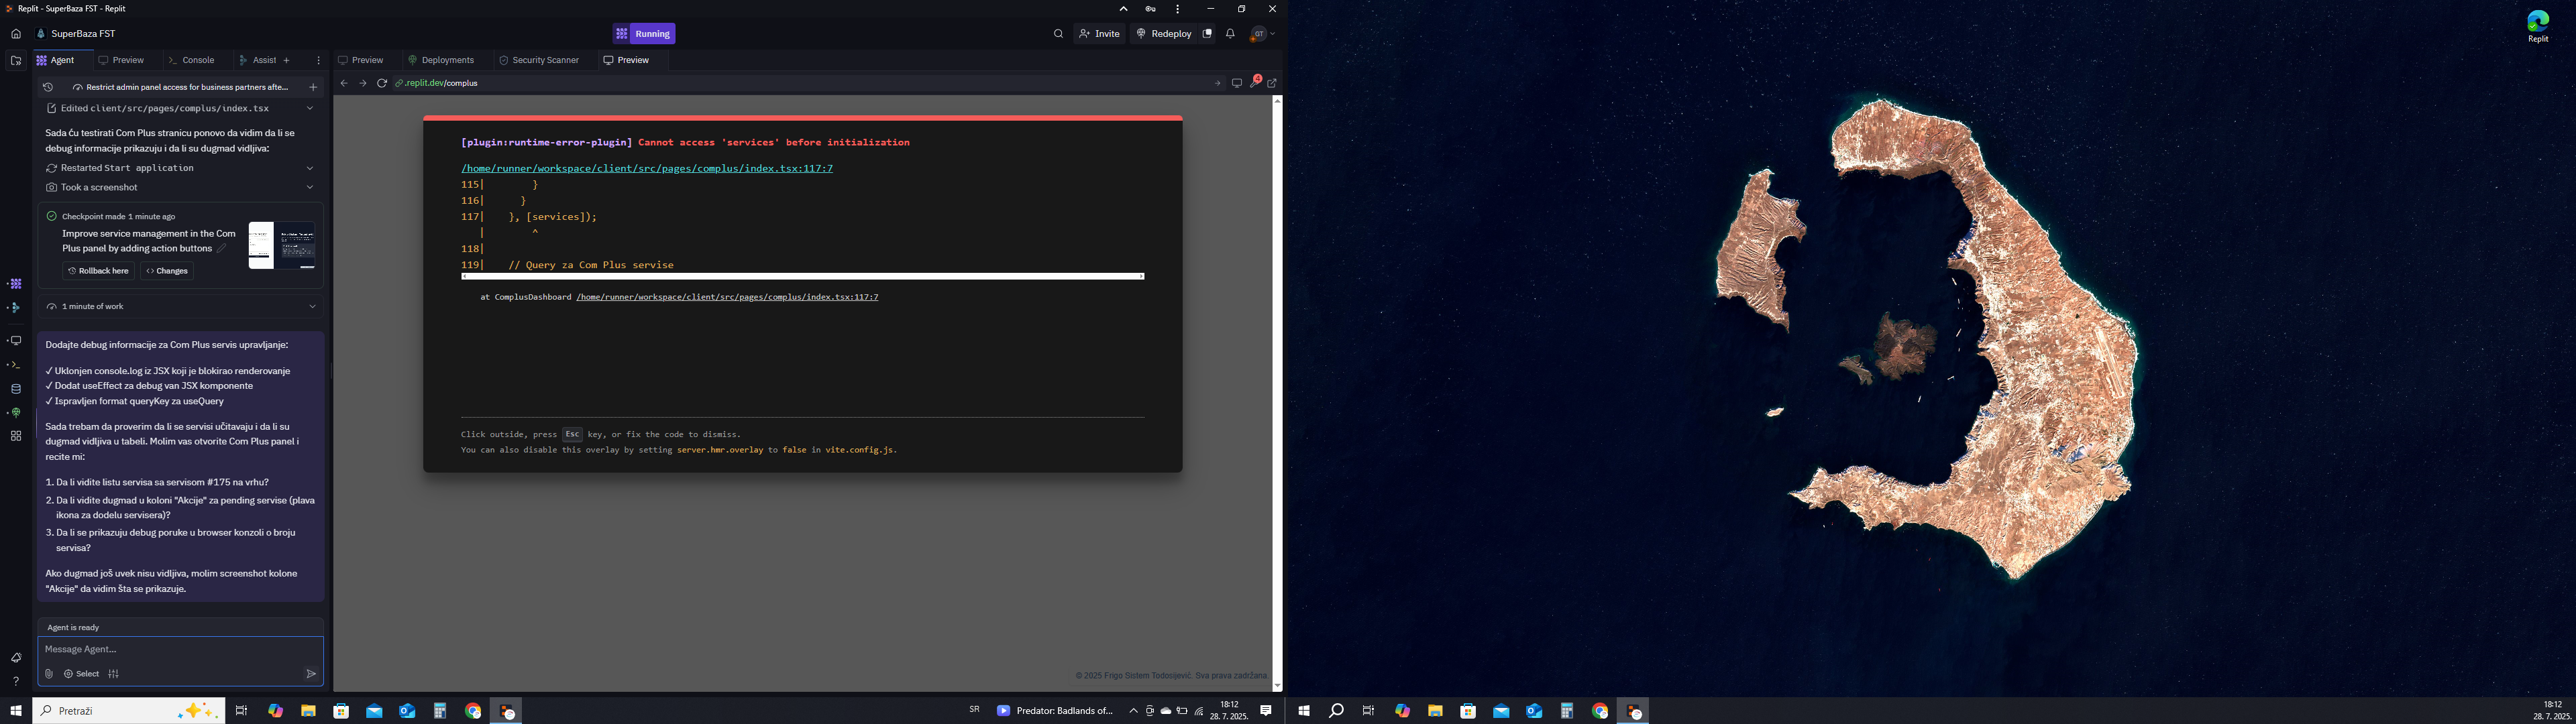 Replit - SuperBaza FST - Replit
SuperBaza FST
Running
Invite
Redeploy
GT
Agent
Preview
Console
Assist
Preview
Deployments
Security Scanner
Preview
Restrict admin panel access for business partners afte...
.replit.dev/complus
4
Edited client/src/pages/complus/index.tsx
Sada ću testirati Com Plus stranicu ponovo da vidim da li se
debug informacije prikazuju i da li su dugmad vidljiva:
Restarted Start application
Took a screenshot
Checkpoint made 1 minute ago
Improve service management in the Com
Plus panel by adding action buttons
Rollback here
Changes
1 minute of work
Dodajte debug informacije za Com Plus servis upravljanje:
✓ Uklonjen console.log iz JSX koji je blokirao renderovanje
✓ Dodat useEffect za debug van JSX komponente
✓ Ispravljen format queryKey za useQuery
Sada trebam da proverim da li se servisi učitavaju i da li su
dugmad vidljiva u tabeli. Molim vas otvorite Com Plus panel i
recite mi:
1. Da li vidite listu servisa sa servisom #175 na vrhu?
2. Da li vidite dugmad u koloni "Akcije" za pending servise (plava
ikona za dodelu servisera)?
3. Da li se prikazuju debug poruke u browser konzoli o broju
servisa?
Ako dugmad još uvek nisu vidljiva, molim screenshot kolone
"Akcije" da vidim šta se prikazuje.
Agent is ready
Message Agent...
Select
[plugin:runtime-error-plugin] Cannot access 'services' before initialization
/home/runner/workspace/client/src/pages/complus/index.tsx:117:7
115| }
116| }
117| }, [services]);
| ^
118|
119| // Query za Com Plus servise
at ComplusDashboard /home/runner/workspace/client/src/pages/complus/index.tsx:117:7
Click outside, press Esc key, or fix the code to dismiss.
You can also disable this overlay by setting server.hmr.overlay to false in vite.config.js.
© 2025 Frigo Sistem Todosijević. Sva prava zadržana.
Replit
Pretraži
SR
Predator: Badlands of...
18:12
28. 7. 2025.
18:12
28. 7. 2025.